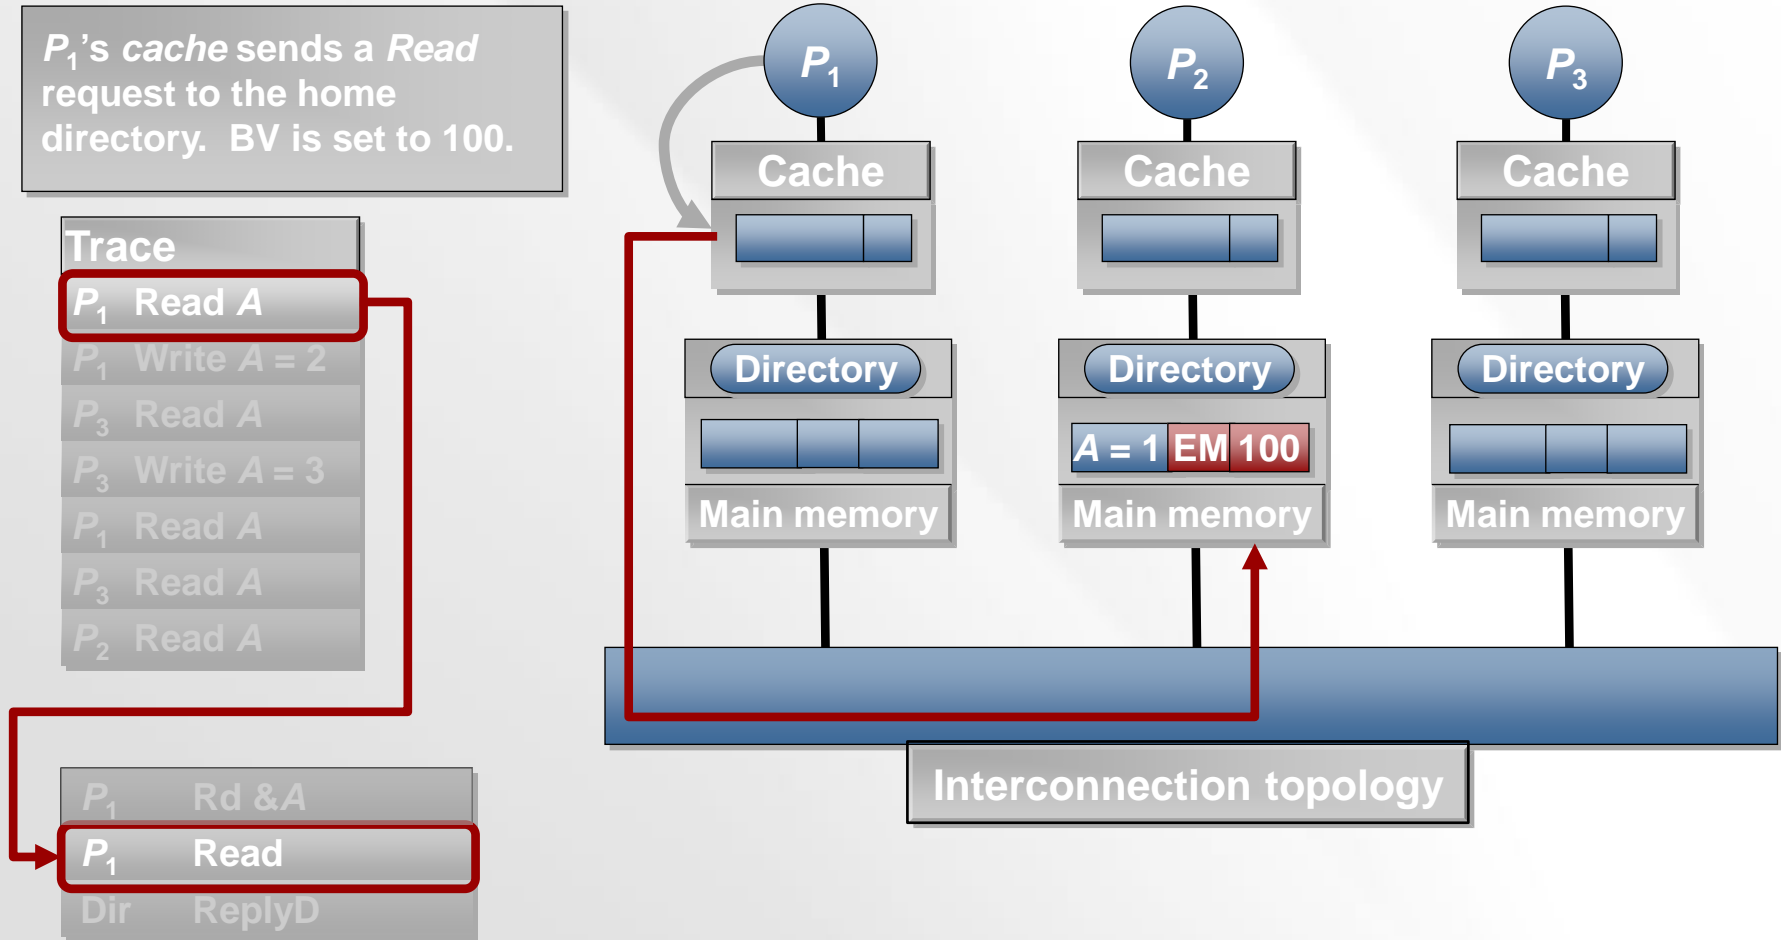 P1's cache sends a Read
request to the home
directory. BV is set to 100.
Trace
P1 Read A
P1 Write A = 2
P3 Read A
P3 Write A = 3
P1 Read A
P3 Read A
P2 Read A
P1 Rd &A
P1 Read
Dir ReplyD
P1 P2 P3
Cache Cache Cache
Directory Directory Directory
A = 1 EM 100
Main memory Main memory Main memory
Interconnection topology